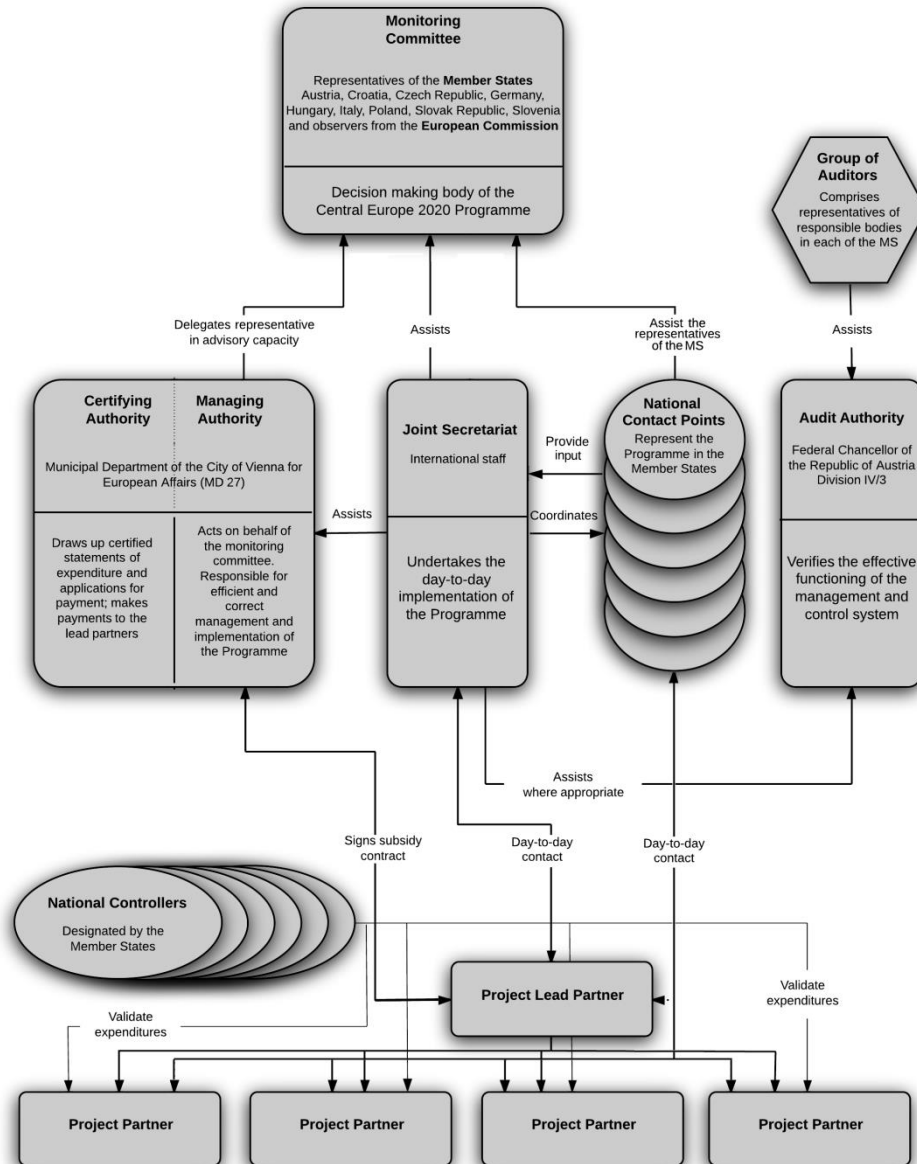 Monitoring
Committee
Representatives of the Member States
Austria, Croatia, Czech Republic, Germany,
Hungary, Italy, Poland, Slovak Republic, Slovenia
and observers from the European Commission
Decision making body of the
Central Europe 2020 Programme
Group of
Auditors
Comprises
representatives of
responsible bodies
in each of the MS
Delegates representative
in advisory capacity
Assists
Assist the
representatives
of the MS
Assists
Certifying
Authority
Managing
Authority
Municipal Department of the City of Vienna for
European Affairs (MD 27)
Draws up certified
statements of
expenditure and
applications for
payment; makes
payments to the
lead partners
Acts on behalf of
the monitoring
committee.
Responsible for
efficient and
correct
management and
implementation of
the Programme
Assists
Joint Secretariat
International staff
Undertakes the
day-to-day
implementation of
the Programme
Provide
input
Coordinates
National
Contact Points
Represent the
Programme in the
Member States
Audit Authority
Federal Chancellor of
the Republic of Austria
Division IV/3
Verifies the effective
functioning of the
management and
control system
Assists
where appropriate
Signs subsidy
contract
Day-to-day
contact
Day-to-day
contact
National Controllers
Designated by the
Member States
Project Lead Partner
Validate
expenditures
Validate
expenditures
Project Partner
Project Partner
Project Partner
Project Partner